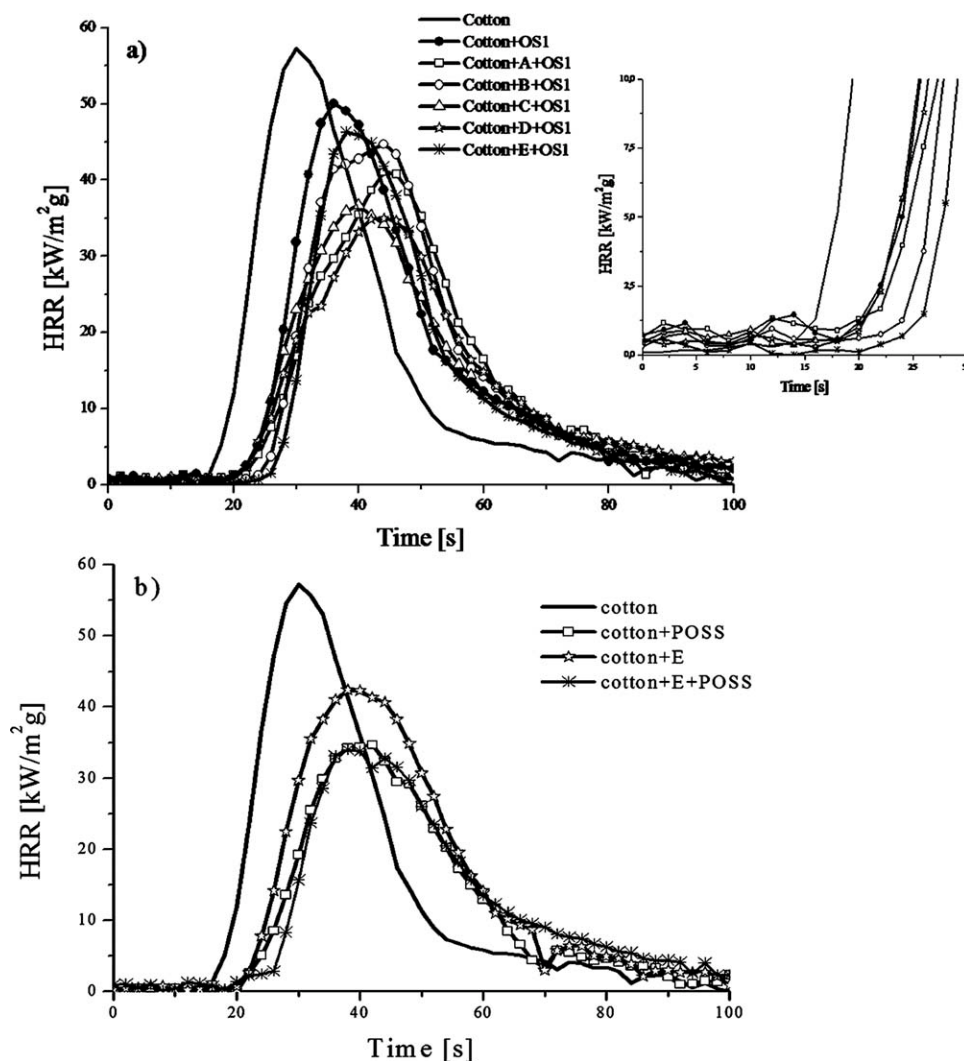 a)
Cotton
Cotton+OS1
Cotton+A+OS1
Cotton+B+OS1
Cotton+C+OS1
Cotton+D+OS1
Cotton+E+OS1
60
50
40
30
20
10
0
HRR [kW/m²g]
0 20 40 60 80 100
Time [s]
10,0
7,5
5,0
2,5
0,0
HRR [kW/m²g]
0 5 10 15 20 25
Time [s]
b)
cotton
cotton+POSS
cotton+E
cotton+E+POSS
60
50
40
30
20
10
0
HRR [kW/m²g]
0 20 40 60 80 100
Time [s]